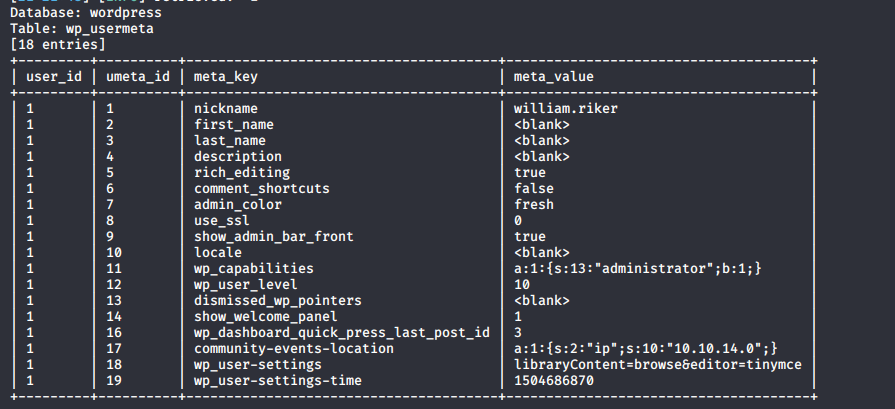 Database: wordpress
Table: wp_usermeta
[18 entries]
user_id | umeta_id | meta_key | meta_value
1 | 1 | nickname | william.riker
1 | 2 | first_name | <blank>
1 | 3 | last_name | <blank>
1 | 4 | description | <blank>
1 | 5 | rich_editing | true
1 | 6 | comment_shortcuts | false
1 | 7 | admin_color | fresh
1 | 8 | use_ssl | 0
1 | 9 | show_admin_bar_front | true
1 | 10 | locale | <blank>
1 | 11 | wp_capabilities | a:1:{s:13:"administrator";b:1;}
1 | 12 | wp_user_level | 10
1 | 13 | dismissed_wp_pointers | <blank>
1 | 14 | show_welcome_panel | 1
1 | 16 | wp_dashboard_quick_press_last_post_id | 3
1 | 17 | community-events-location | a:1:{s:2:"ip";s:10:"10.10.14.0";}
1 | 18 | wp_user-settings | libraryContent=browse&editor=tinymce
1 | 19 | wp_user-settings-time | 1504686870